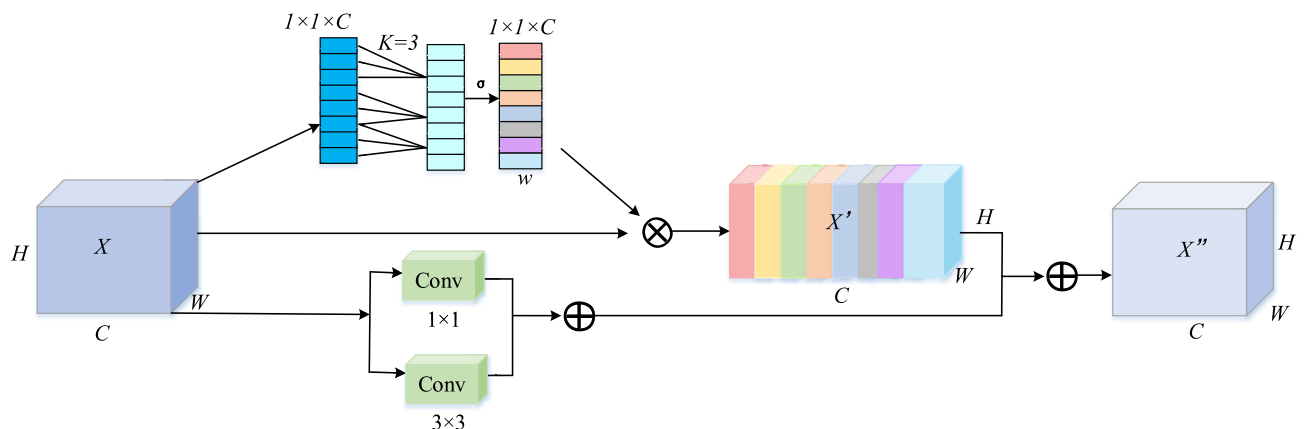 1×1×C
K=3
1×1×C
σ
w
H
X
W
C
Conv
1×1
Conv
3×3
X′
H
W
C
X″
H
W
C